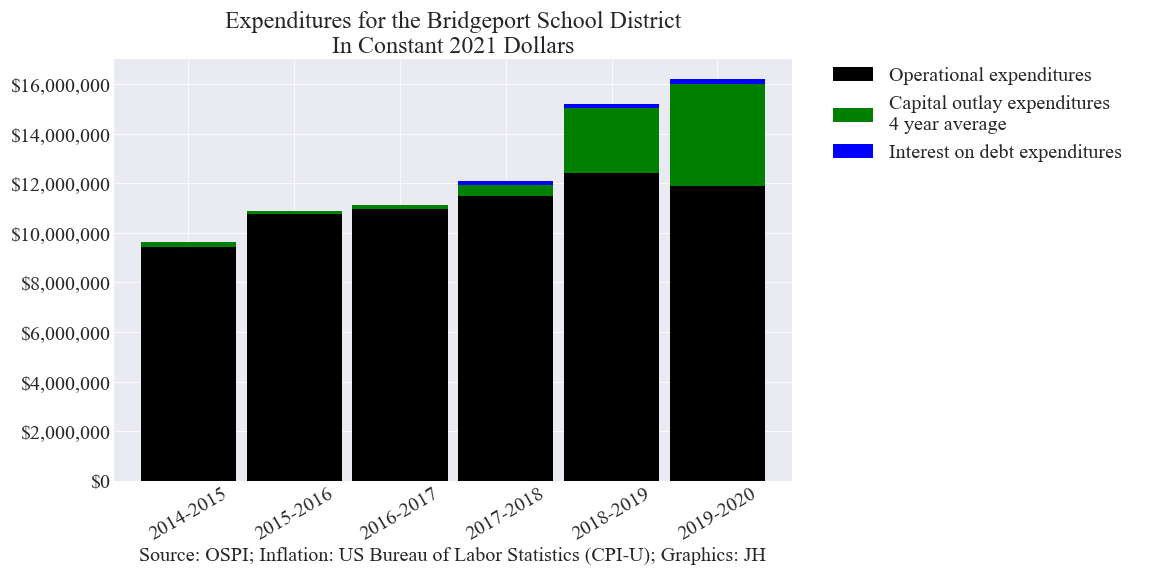 Expenditures for the Bridgeport School District
In Constant 2021 Dollars
$16,000,000
$14,000,000
$12,000,000
$10,000,000
$8,000,000
$6,000,000
$4,000,000
$2,000,000
$0
2014-2015
2015-2016
2016-2017
2017-2018
2018-2019
2019-2020
Source: OSPI; Inflation: US Bureau of Labor Statistics (CPI-U); Graphics: JH
Operational expenditures
Capital outlay expenditures
4 year average
Interest on debt expenditures